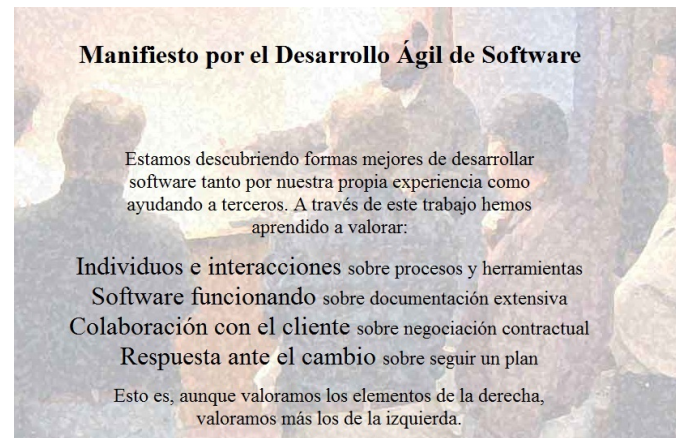 Manifiesto por el Desarrollo Ágil de Software
Estamos descubriendo formas mejores de desarrollar
software tanto por nuestra propia experiencia como
ayudando a terceros. A través de este trabajo hemos
aprendido a valorar:
Individuos e interacciones sobre procesos y herramientas
Software funcionando sobre documentación extensiva
Colaboración con el cliente sobre negociación contractual
Respuesta ante el cambio sobre seguir un plan
Esto es, aunque valoramos los elementos de la derecha,
valoramos más los de la izquierda.